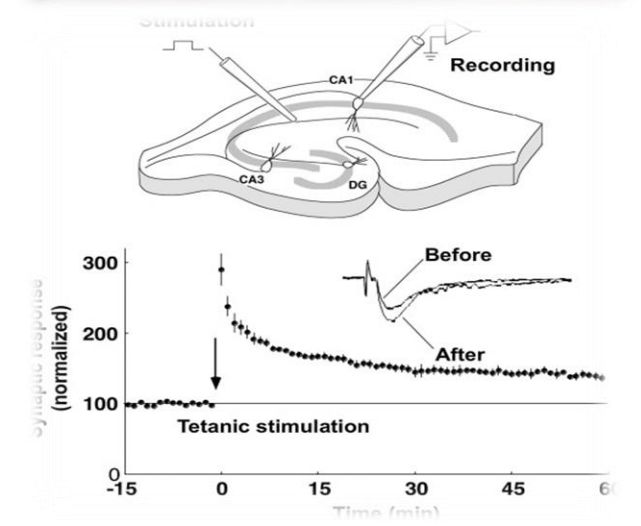 Stimulation
Recording
CA1
CA3
DG
Before
After
Tetanic stimulation
Synaptic response
(normalized)
300
200
100
0
-15 0 15 30 45 60
Time (min)